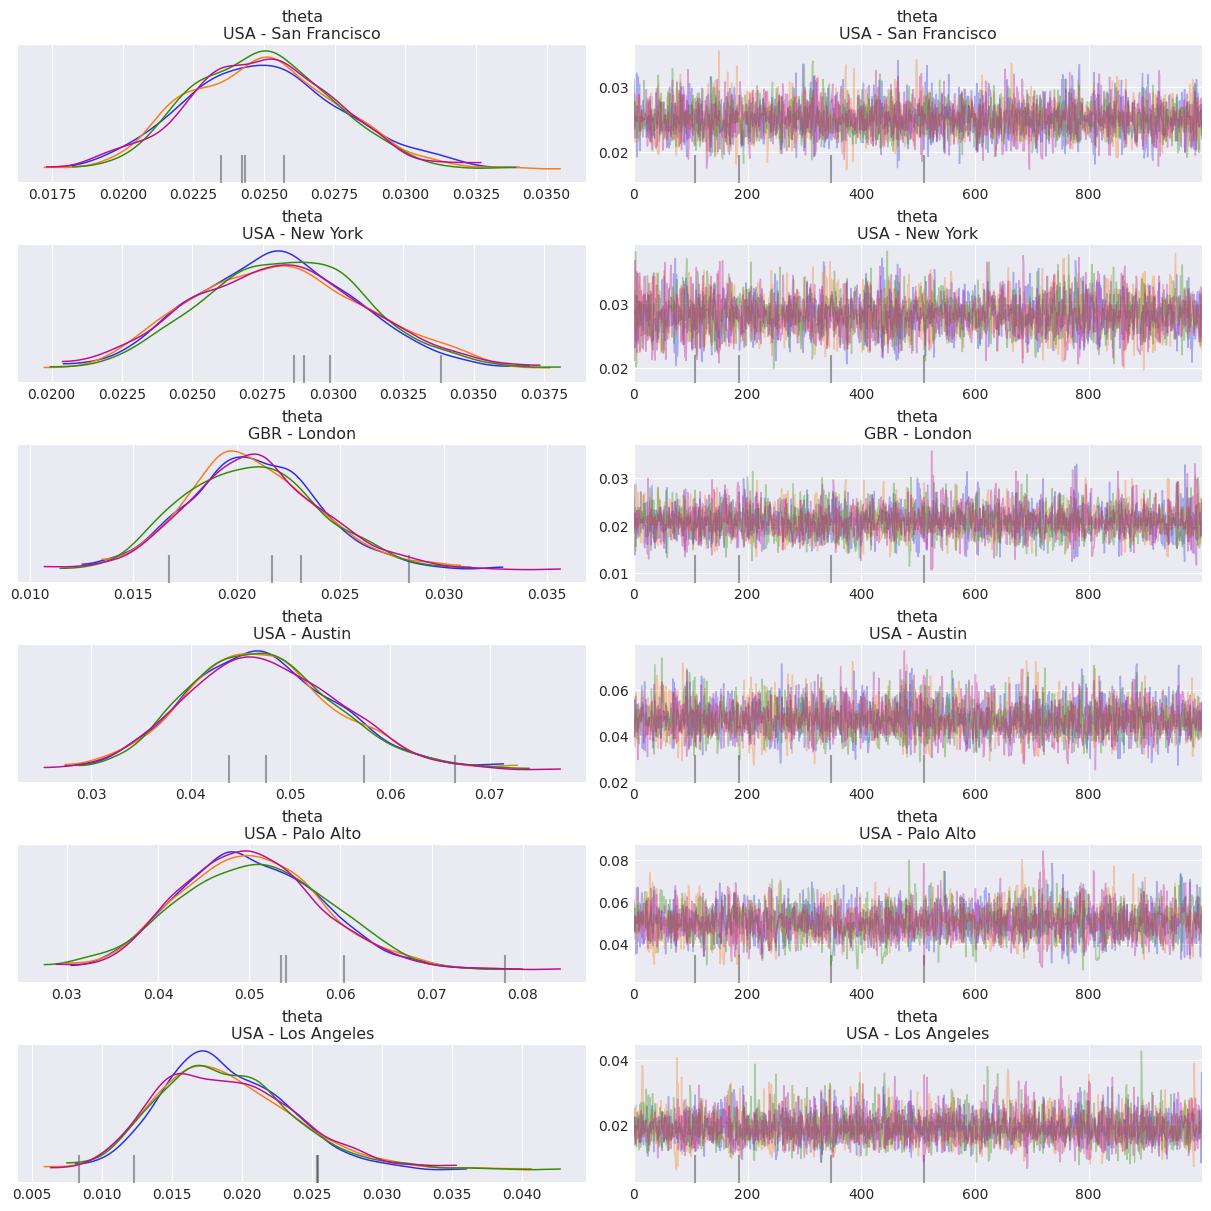 theta
USA - San Francisco
0.0175 0.0200 0.0225 0.0250 0.0275 0.0300 0.0325 0.0350
theta
USA - San Francisco
0.03
0.02
0 200 400 600 800
theta
USA - New York
0.0200 0.0225 0.0250 0.0275 0.0300 0.0325 0.0350 0.0375
theta
USA - New York
0.03
0.02
0 200 400 600 800
theta
GBR - London
0.010 0.015 0.020 0.025 0.030 0.035
theta
GBR - London
0.03
0.02
0.01
0 200 400 600 800
theta
USA - Austin
0.03 0.04 0.05 0.06 0.07
theta
USA - Austin
0.06
0.04
0.02
0 200 400 600 800
theta
USA - Palo Alto
0.03 0.04 0.05 0.06 0.07 0.08
theta
USA - Palo Alto
0.08
0.06
0.04
0 200 400 600 800
theta
USA - Los Angeles
0.005 0.010 0.015 0.020 0.025 0.030 0.035 0.040
theta
USA - Los Angeles
0.04
0.02
0 200 400 600 800